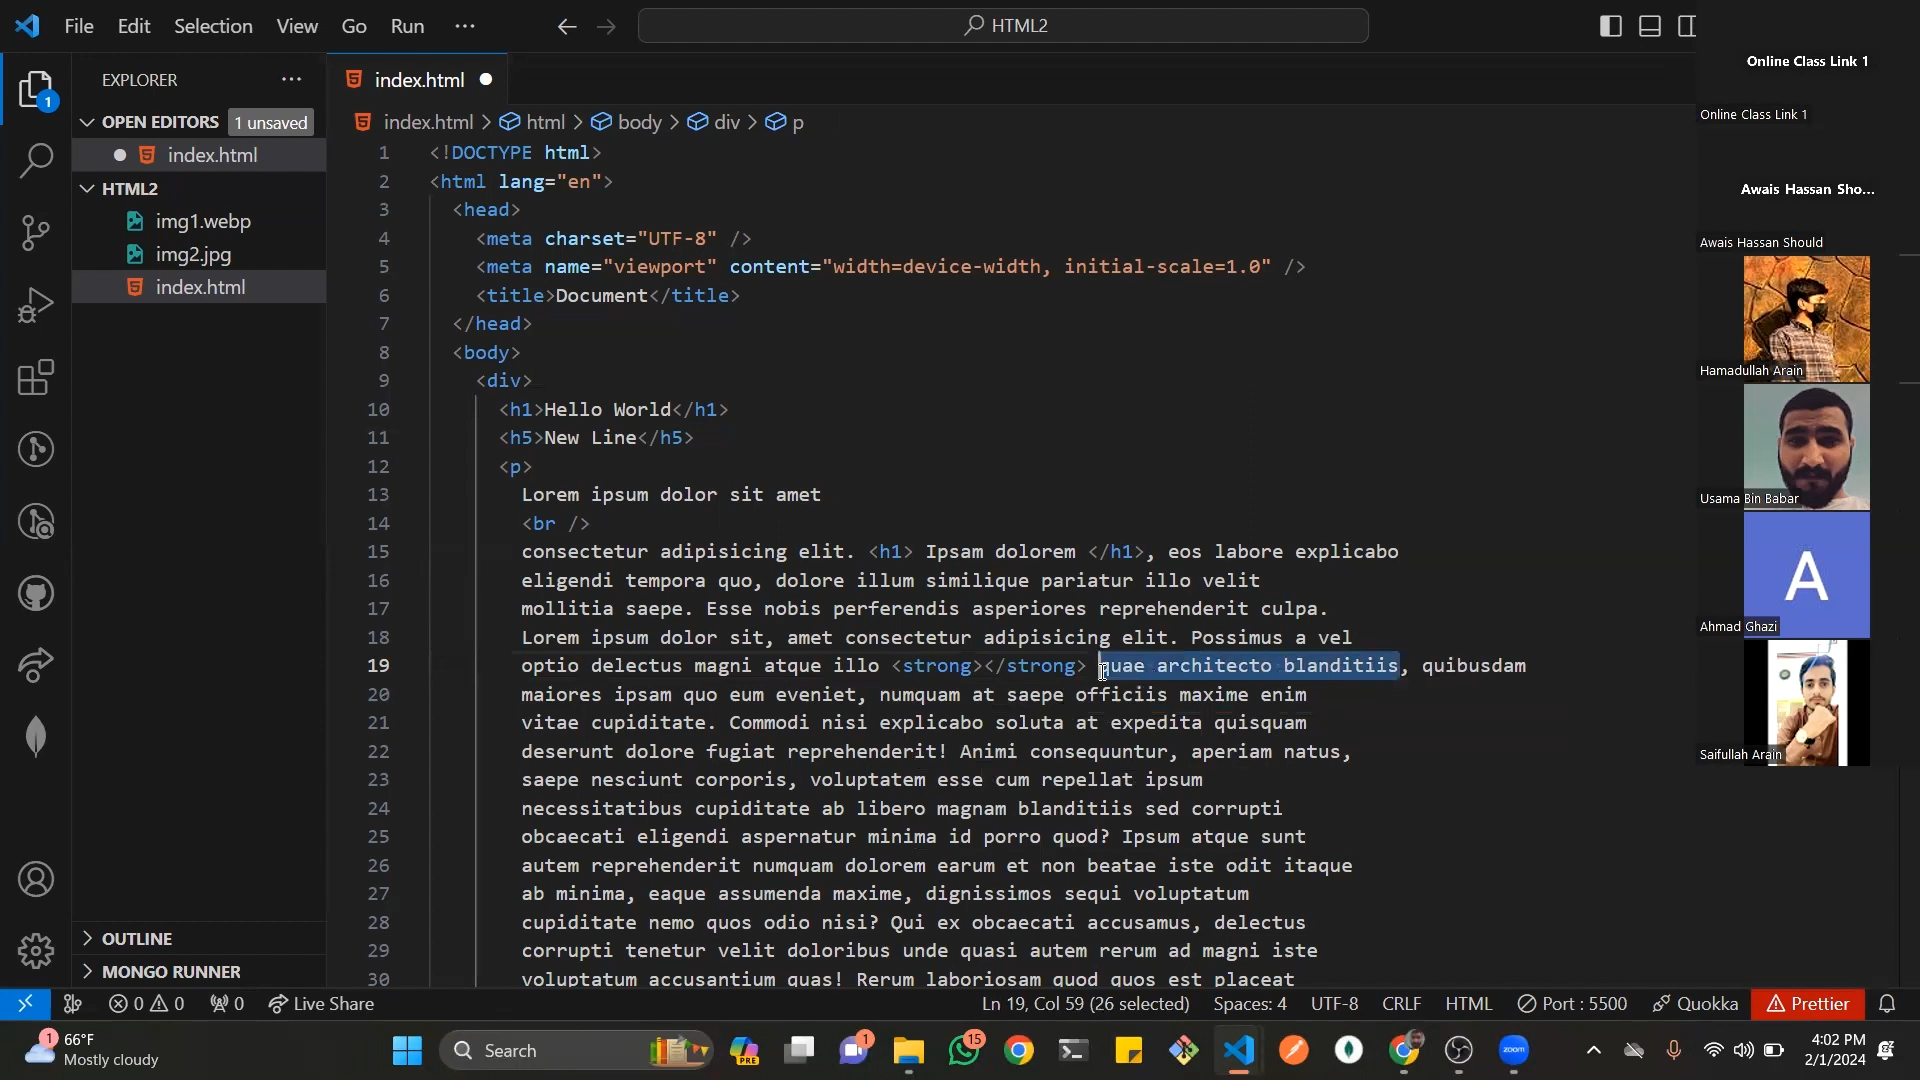 File Edit Selection View Go Run ··· HTML2
EXPLORER ···
OPEN EDITORS 1 unsaved
index.html
HTML2
img1.webp
img2.jpg
index.html
OUTLINE
MONGO RUNNER
index.html
index.html > html > body > div > p
1 <!DOCTYPE html>
2 <html lang="en">
3 <head>
4 <meta charset="UTF-8" />
5 <meta name="viewport" content="width=device-width, initial-scale=1.0" />
6 <title>Document</title>
7 </head>
8 <body>
9 <div>
10 <h1>Hello World</h1>
11 <h5>New Line</h5>
12 <p>
13 Lorem ipsum dolor sit amet
14 <br />
15 consectetur adipisicing elit. <h1> Ipsam dolorem </h1>, eos labore explicabo
16 eligendi tempora quo, dolore illum similique pariatur illo velit
17 mollitia saepe. Esse nobis perferendis asperiores reprehenderit culpa.
18 Lorem ipsum dolor sit, amet consectetur adipisicing elit. Possimus a vel
19 optio delectus magni atque illo <strong></strong> quae architecto blanditiis, quibusdam
20 maiores ipsam quo eum eveniet, numquam at saepe officiis maxime enim
21 vitae cupiditate. Commodi nisi explicabo soluta at expedita quisquam
22 deserunt dolore fugiat reprehenderit! Animi consequuntur, aperiam natus,
23 saepe nesciunt corporis, voluptatem esse cum repellat ipsum
24 necessitatibus cupiditate ab libero magnam blanditiis sed corrupti
25 obcaecati eligendi aspernatur minima id porro quod? Ipsum atque sunt
26 autem reprehenderit numquam dolorem earum et non beatae iste odit itaque
27 ab minima, eaque assumenda maxime, dignissimos sequi voluptatum
28 cupiditate nemo quos odio nisi? Qui ex obcaecati accusamus, delectus
29 corrupti tenetur velit doloribus unde quasi autem rerum ad magni iste
30 voluptatum accusantium quas! Rerum laboriosam quod quos est placeat
Online Class Link 1
Online Class Link 1
Awais Hassan Sho...
Awais Hassan Should
Hamadullah Arain
Usama Bin Babar
A
Ahmad Ghazi
Saifullah Arain
1
0 0 0 Live Share Ln 19, Col 59 (26 selected) Spaces: 4 UTF-8 CRLF HTML Port : 5500 Quokka Prettier
1 66°F
Mostly cloudy
Search
PRE
1
15
zoom
4:02 PM
2/1/2024